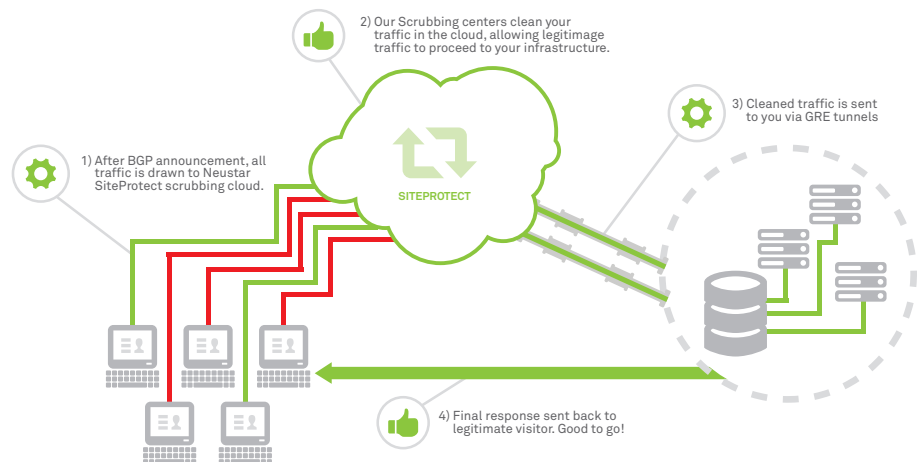 2) Our Scrubbing centers clean your
traffic in the cloud, allowing legitimage
traffic to proceed to your infrastructure.
3) Cleaned traffic is sent
to you via GRE tunnels
1) After BGP announcement, all
traffic is drawn to Neustar
SiteProtect scrubbing cloud.
SITEPROTECT
4) Final response sent back to
legitimate visitor. Good to go!